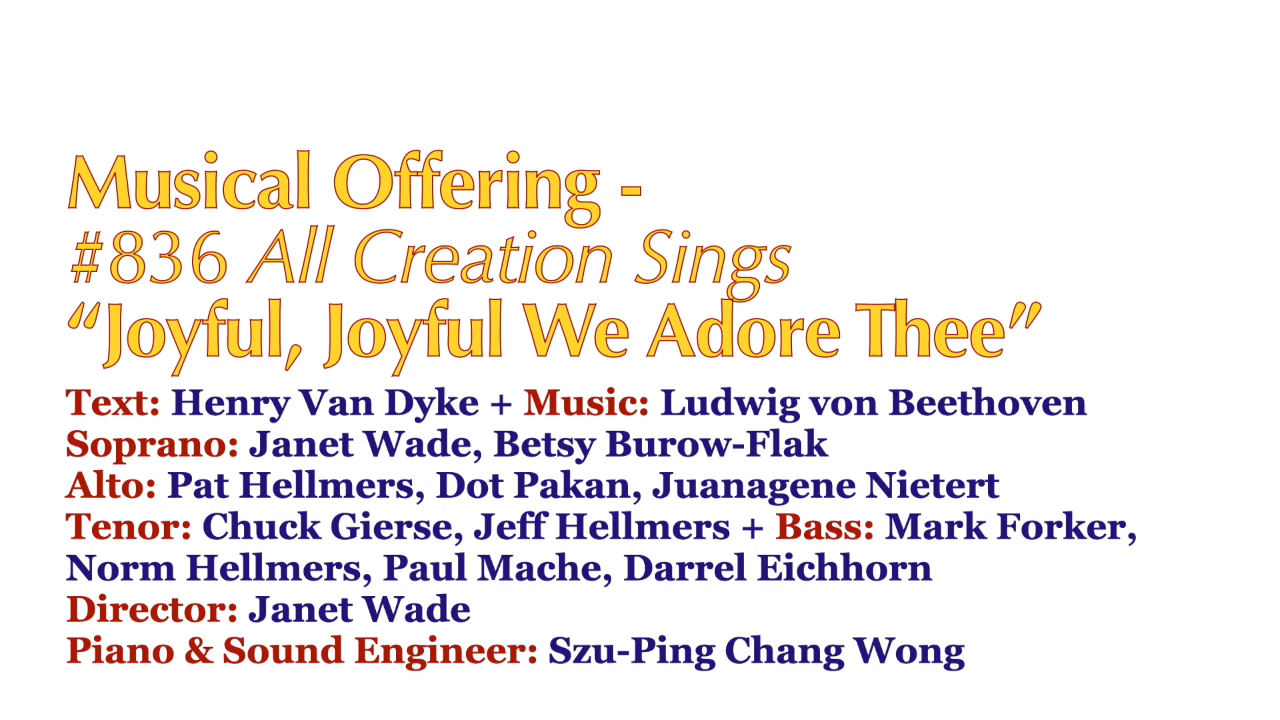 Musical Offering -
#836 All Creation Sings
“Joyful, Joyful We Adore Thee”
Text: Henry Van Dyke + Music: Ludwig von Beethoven
Soprano: Janet Wade, Betsy Burow-Flak
Alto: Pat Hellmers, Dot Pakan, Juanagene Nietert
Tenor: Chuck Gierse, Jeff Hellmers + Bass: Mark Forker,
Norm Hellmers, Paul Mache, Darrel Eichhorn
Director: Janet Wade
Piano & Sound Engineer: Szu-Ping Chang Wong